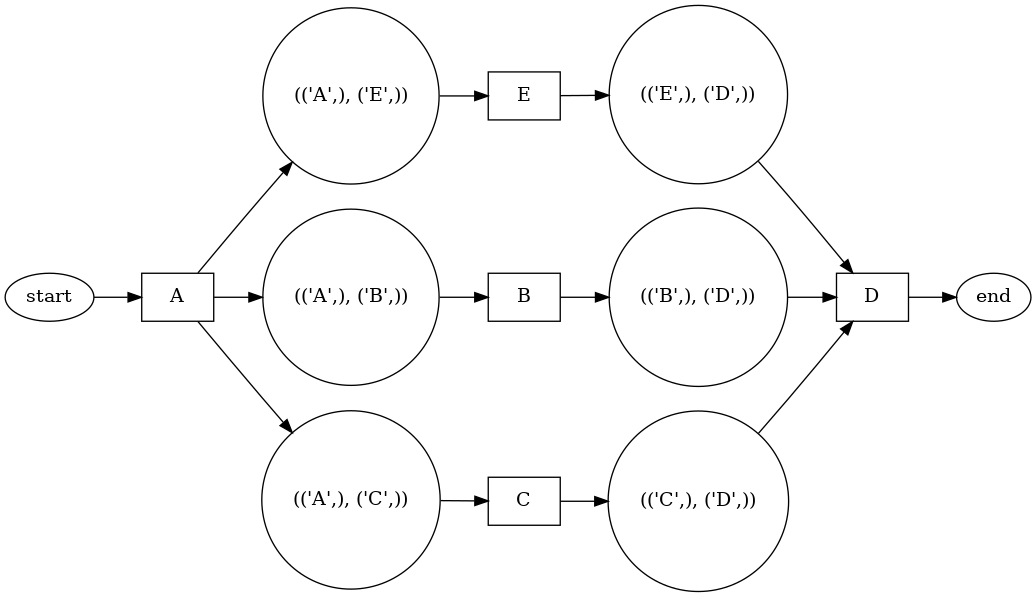 (('A',), ('E',))
E
(('E',), ('D',))
start
A
(('A',), ('B',))
B
(('B',), ('D',))
D
end
(('A',), ('C',))
C
(('C',), ('D',))